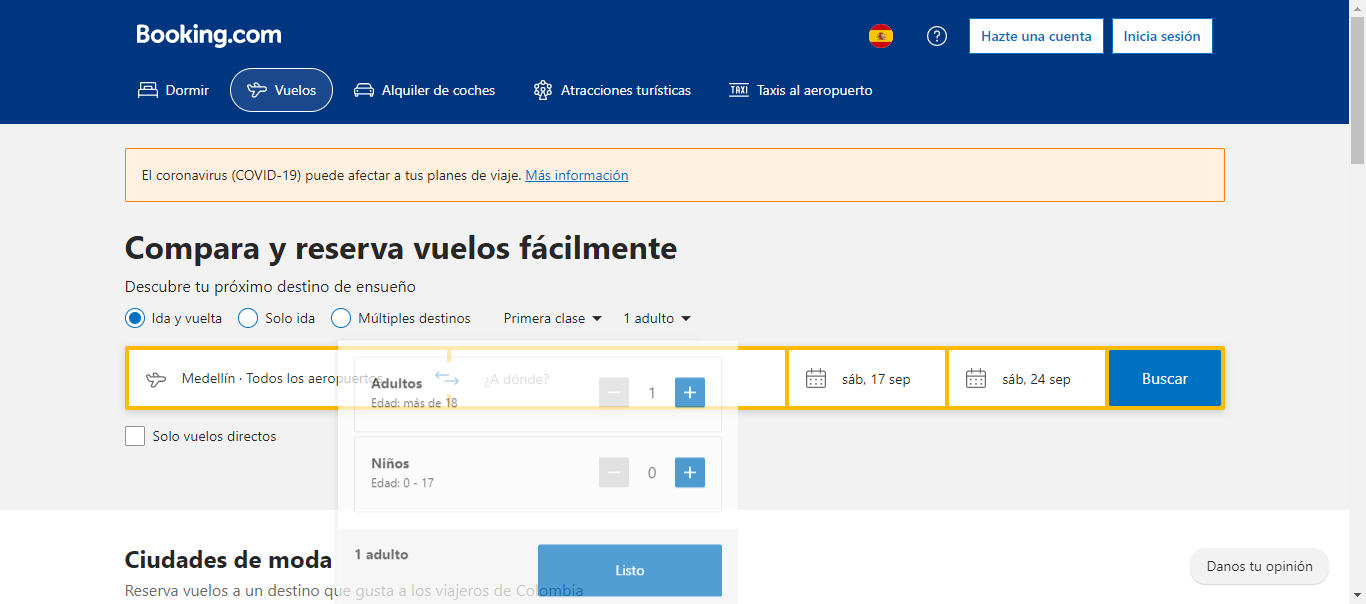 Booking.com
Hazte una cuenta
Inicia sesión
Dormir
Vuelos
Alquiler de coches
Atracciones turísticas
TAXI Taxis al aeropuerto
El coronavirus (COVID-19) puede afectar a tus planes de viaje. Más información
Compara y reserva vuelos fácilmente
Descubre tu próximo destino de ensueño
Ida y vuelta
Solo ida
Múltiples destinos
Primera clase
1 adulto
Medellín · Todos los aeropuertos
¿A dónde?
sáb, 17 sep
sáb, 24 sep
Buscar
Adultos
Edad: más de 18
1
Solo vuelos directos
Niños
Edad: 0 - 17
0
1 adulto
Listo
Ciudades de moda
Reserva vuelos a un destino que gusta a los viajeros de Colombia
Danos tu opinión